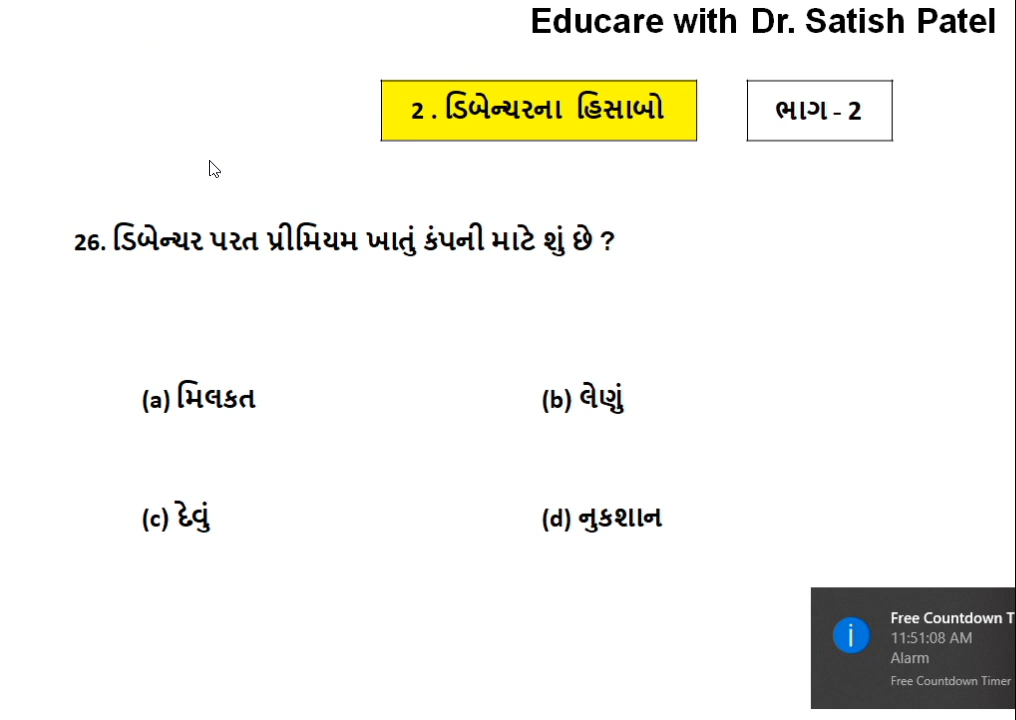 Educare with Dr. Satish Patel
2 . ડિબેન્ચરના હિસાબો
ભાગ - 2
26. ડિબેન્ચર પરત પ્રીમિયમ ખાતું કંપની માટે શું છે ?
(a) મિલકત
(b) લેણું
(c) દેવું
(d) નુકશાન
Free Countdown T
11:51:08 AM
Alarm
Free Countdown Timer